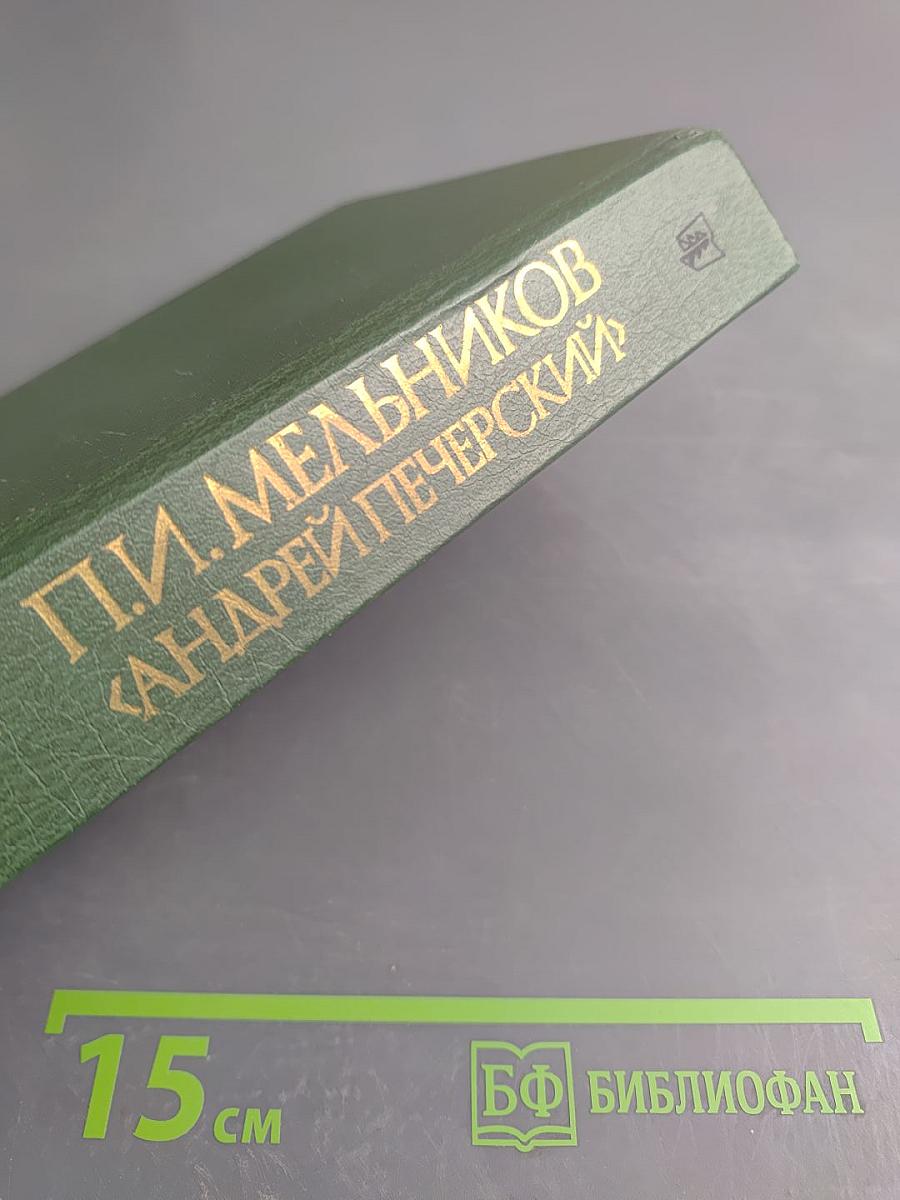 П.И. МЕЛЬНИКОВ
‹АНДРЕЙ ПЕЧЕРСКИЙ›
15 см
БФ БИБЛИОФАН